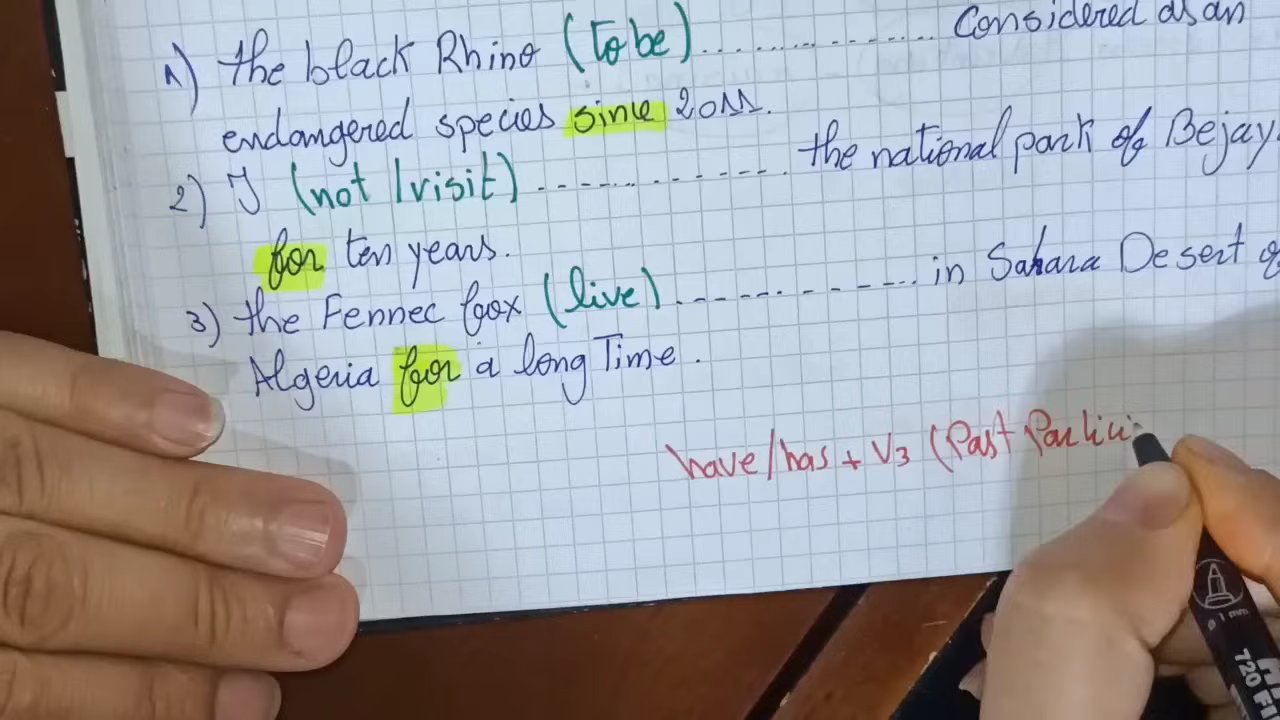 1) the black Rhino (to be) .............. Considered as an
endangered species since 2011.
2) I (not / visit) .............. the national park of Bejay
for ten years.
3) the Fennec fox (live) .............. in Sahara Desert of
Algeria for a long Time.
have/has + V3 (Past Partici
720